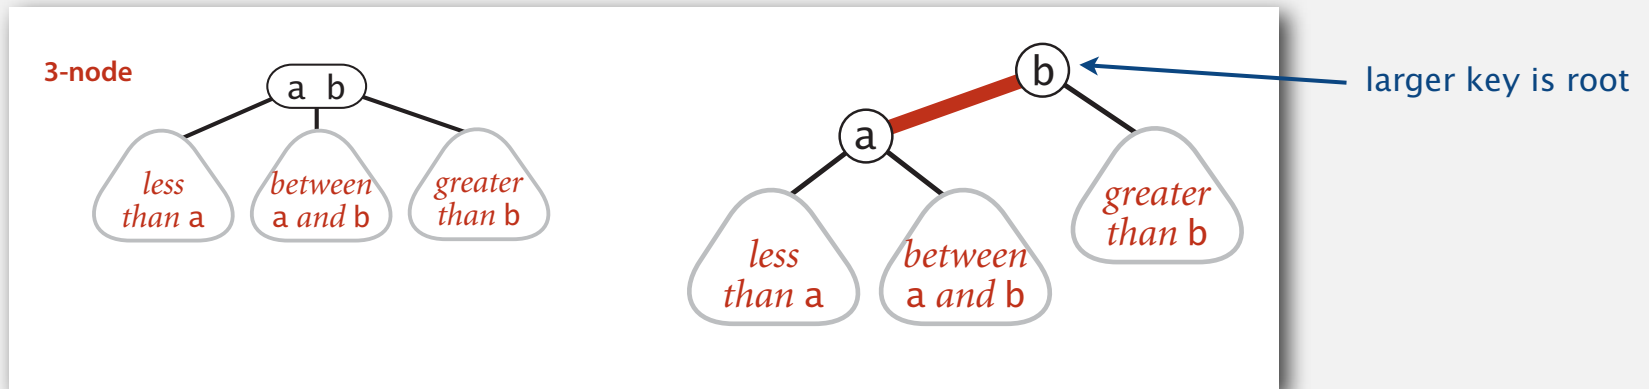 3-node
a b
less
than a
between
a and b
greater
than b
b
larger key is root
a
less
than a
between
a and b
greater
than b